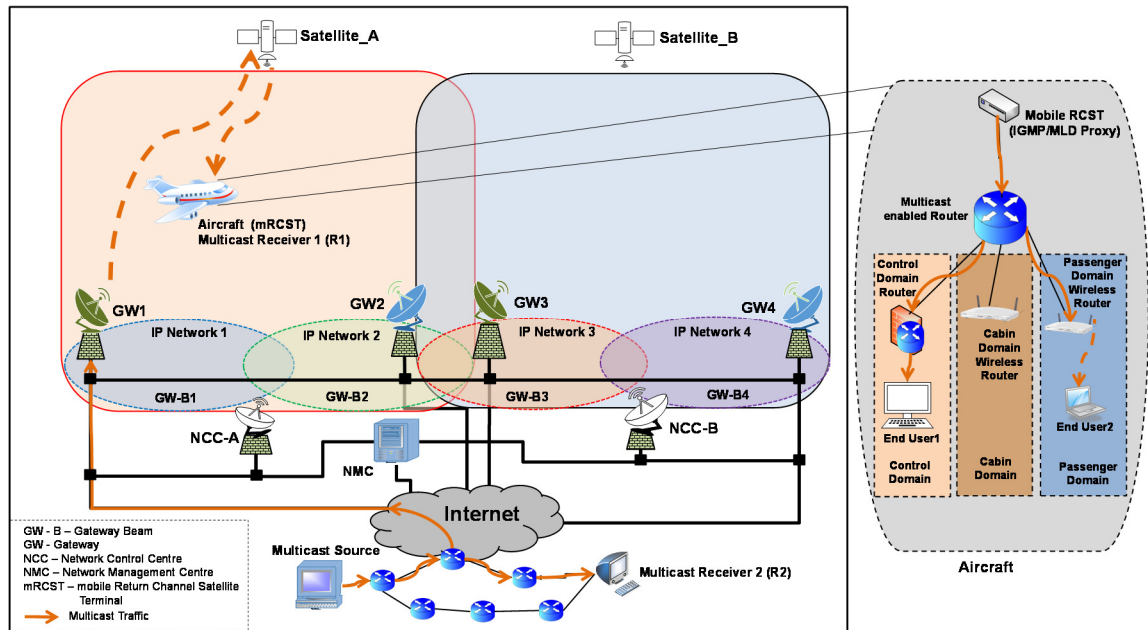 Satellite_A
Satellite_B
Aircraft (mRCST)
Multicast Receiver 1 (R1)
GW1
GW2
GW3
GW4
IP Network 1
IP Network 2
IP Network 3
IP Network 4
GW-B1
GW-B2
GW-B3
GW-B4
NCC-A
NMC
NCC-B
Internet
Multicast Source
Multicast Receiver 2 (R2)
GW - B – Gateway Beam
GW - Gateway
NCC – Network Control Centre
NMC – Network Management Centre
mRCST – mobile Return Channel Satellite
Terminal
Multicast Traffic
Mobile RCST
(IGMP/MLD Proxy)
Multicast
enabled Router
Control
Domain
Router
Cabin
Domain
Wireless
Router
Passenger
Domain
Wireless
Router
End User1
End User2
Control
Domain
Cabin
Domain
Passenger
Domain
Aircraft